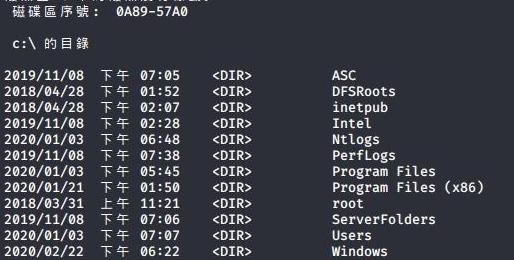 磁碟區序號: 0A89-57A0
c:\ 的目錄
2019/11/08 下午 07:05 <DIR> ASC
2018/04/28 下午 01:52 <DIR> DFSRoots
2018/04/28 下午 02:07 <DIR> inetpub
2019/11/08 下午 02:28 <DIR> Intel
2020/01/03 下午 06:48 <DIR> Ntlogs
2019/11/08 下午 07:38 <DIR> PerfLogs
2020/01/03 下午 05:45 <DIR> Program Files
2020/01/21 下午 01:50 <DIR> Program Files (x86)
2018/03/31 上午 11:21 <DIR> root
2019/11/08 下午 07:06 <DIR> ServerFolders
2020/01/03 下午 07:07 <DIR> Users
2020/02/22 下午 06:22 <DIR> Windows